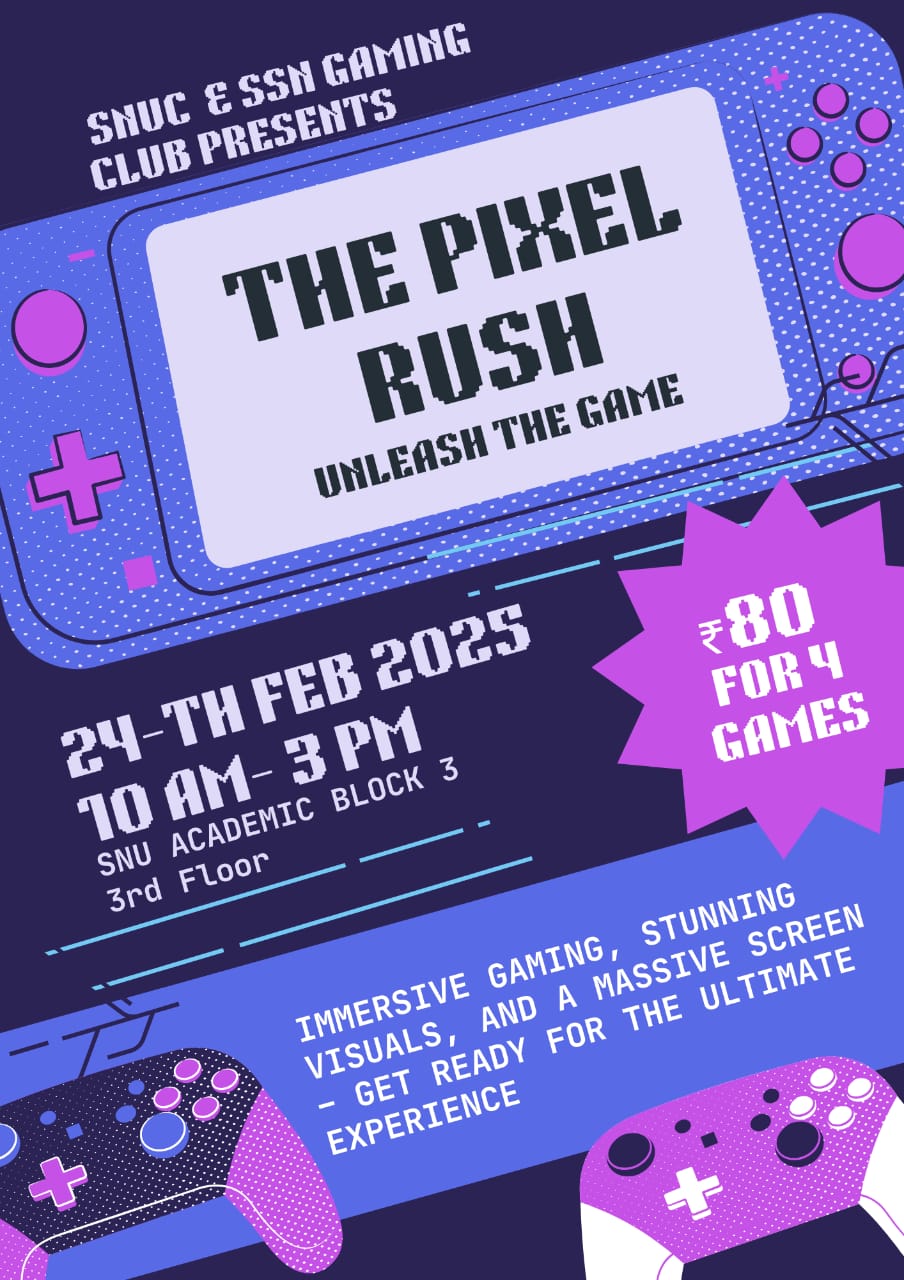 SNUC & SSN GAMING
CLUB PRESENTS
THE PIXEL
RUSH
UNLEASH THE GAME
₹80
FOR 4
GAMES
24-TH FEB 2025
10 AM- 3 PM
SNU ACADEMIC BLOCK 3
3rd Floor
IMMERSIVE GAMING, STUNNING
VISUALS, AND A MASSIVE SCREEN
– GET READY FOR THE ULTIMATE
EXPERIENCE